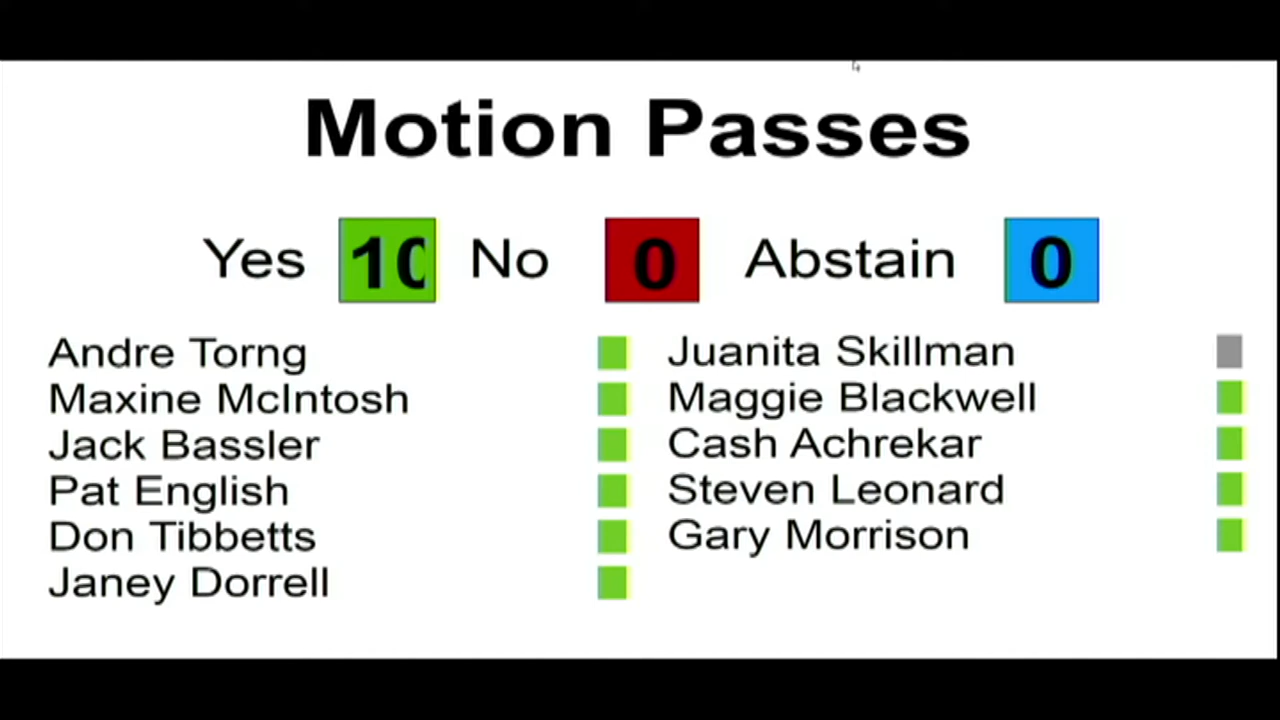 Motion Passes
Yes 10 No 0 Abstain 0
Andre Torng
Maxine McIntosh
Jack Bassler
Pat English
Don Tibbetts
Janey Dorrell
Juanita Skillman
Maggie Blackwell
Cash Achrekar
Steven Leonard
Gary Morrison